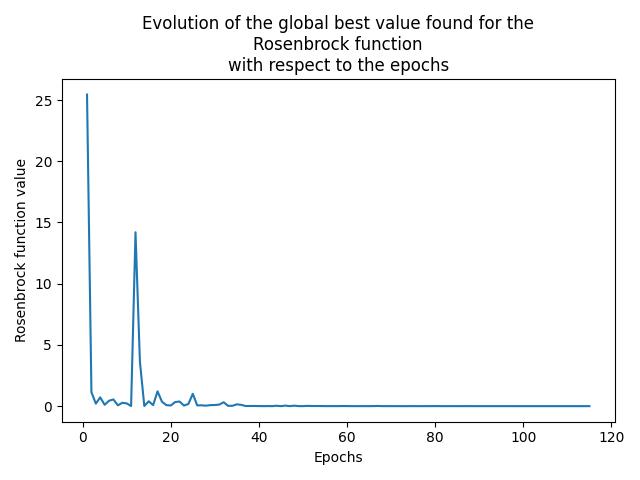 Evolution of the global best value found for the
Rosenbrock function
with respect to the epochs
25
20
15
10
5
0
Rosenbrock function value
0 20 40 60 80 100 120
Epochs